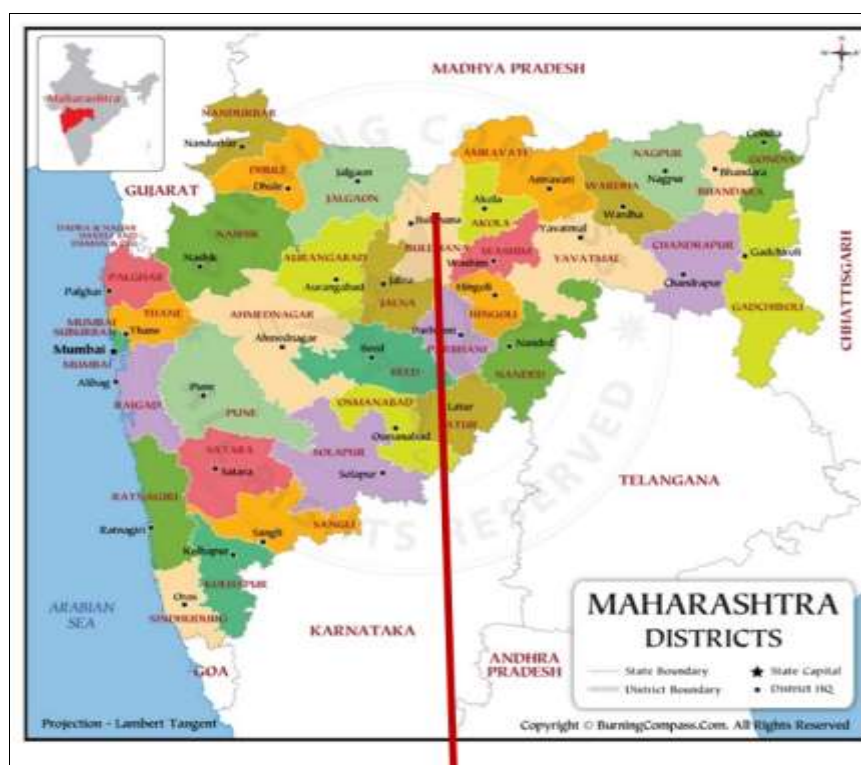 MADHYA PRADESH
Maharashtra
NANDURBAR
Nandurbar
DHULE
Dhule
Jalgaon
JALGAON
AMRAVATI
Amravati
NAGPUR
Nagpur
Gondia
GONDIA
Bhandara
BHANDARA
WARDHA
Wardha
Akola
AKOLA
GUJARAT
Buldhana
BULDHANA
NASHIK
Nashik
AURANGABAD
Aurangabad
WASHIM
Washim
Yavatmal
YAVATMAL
CHANDRAPUR
Chandrapur
Gadchiroli
GADCHIROLI
CHHATTISGARH
PALGHAR
Palghar
Jalna
JALNA
Hingoli
HINGOLI
THANE
Thane
AHMEDNAGAR
Ahmednagar
MUMBAI
SUBURBAN
Mumbai
MUMBAI
Parbhani
PARBHANI
Nanded
NANDED
Beed
BEED
Alibag
RAIGAD
Pune
PUNE
OSMANABAD
Osmanabad
Latur
LATUR
SATARA
Satara
SOLAPUR
Solapur
TELANGANA
RATNAGIRI
Ratnagiri
SANGLI
Sangli
Kolhapur
KOLHAPUR
Oros
SINDHUDURG
ARABIAN
SEA
GOA
KARNATAKA
ANDHRA
PRADESH
MAHARASHTRA
DISTRICTS
State Boundary
State Capital
District Boundary
District HQ
Projection - Lambert Tangent
Copyright © BurningCompass.Com. All Rights Reserved